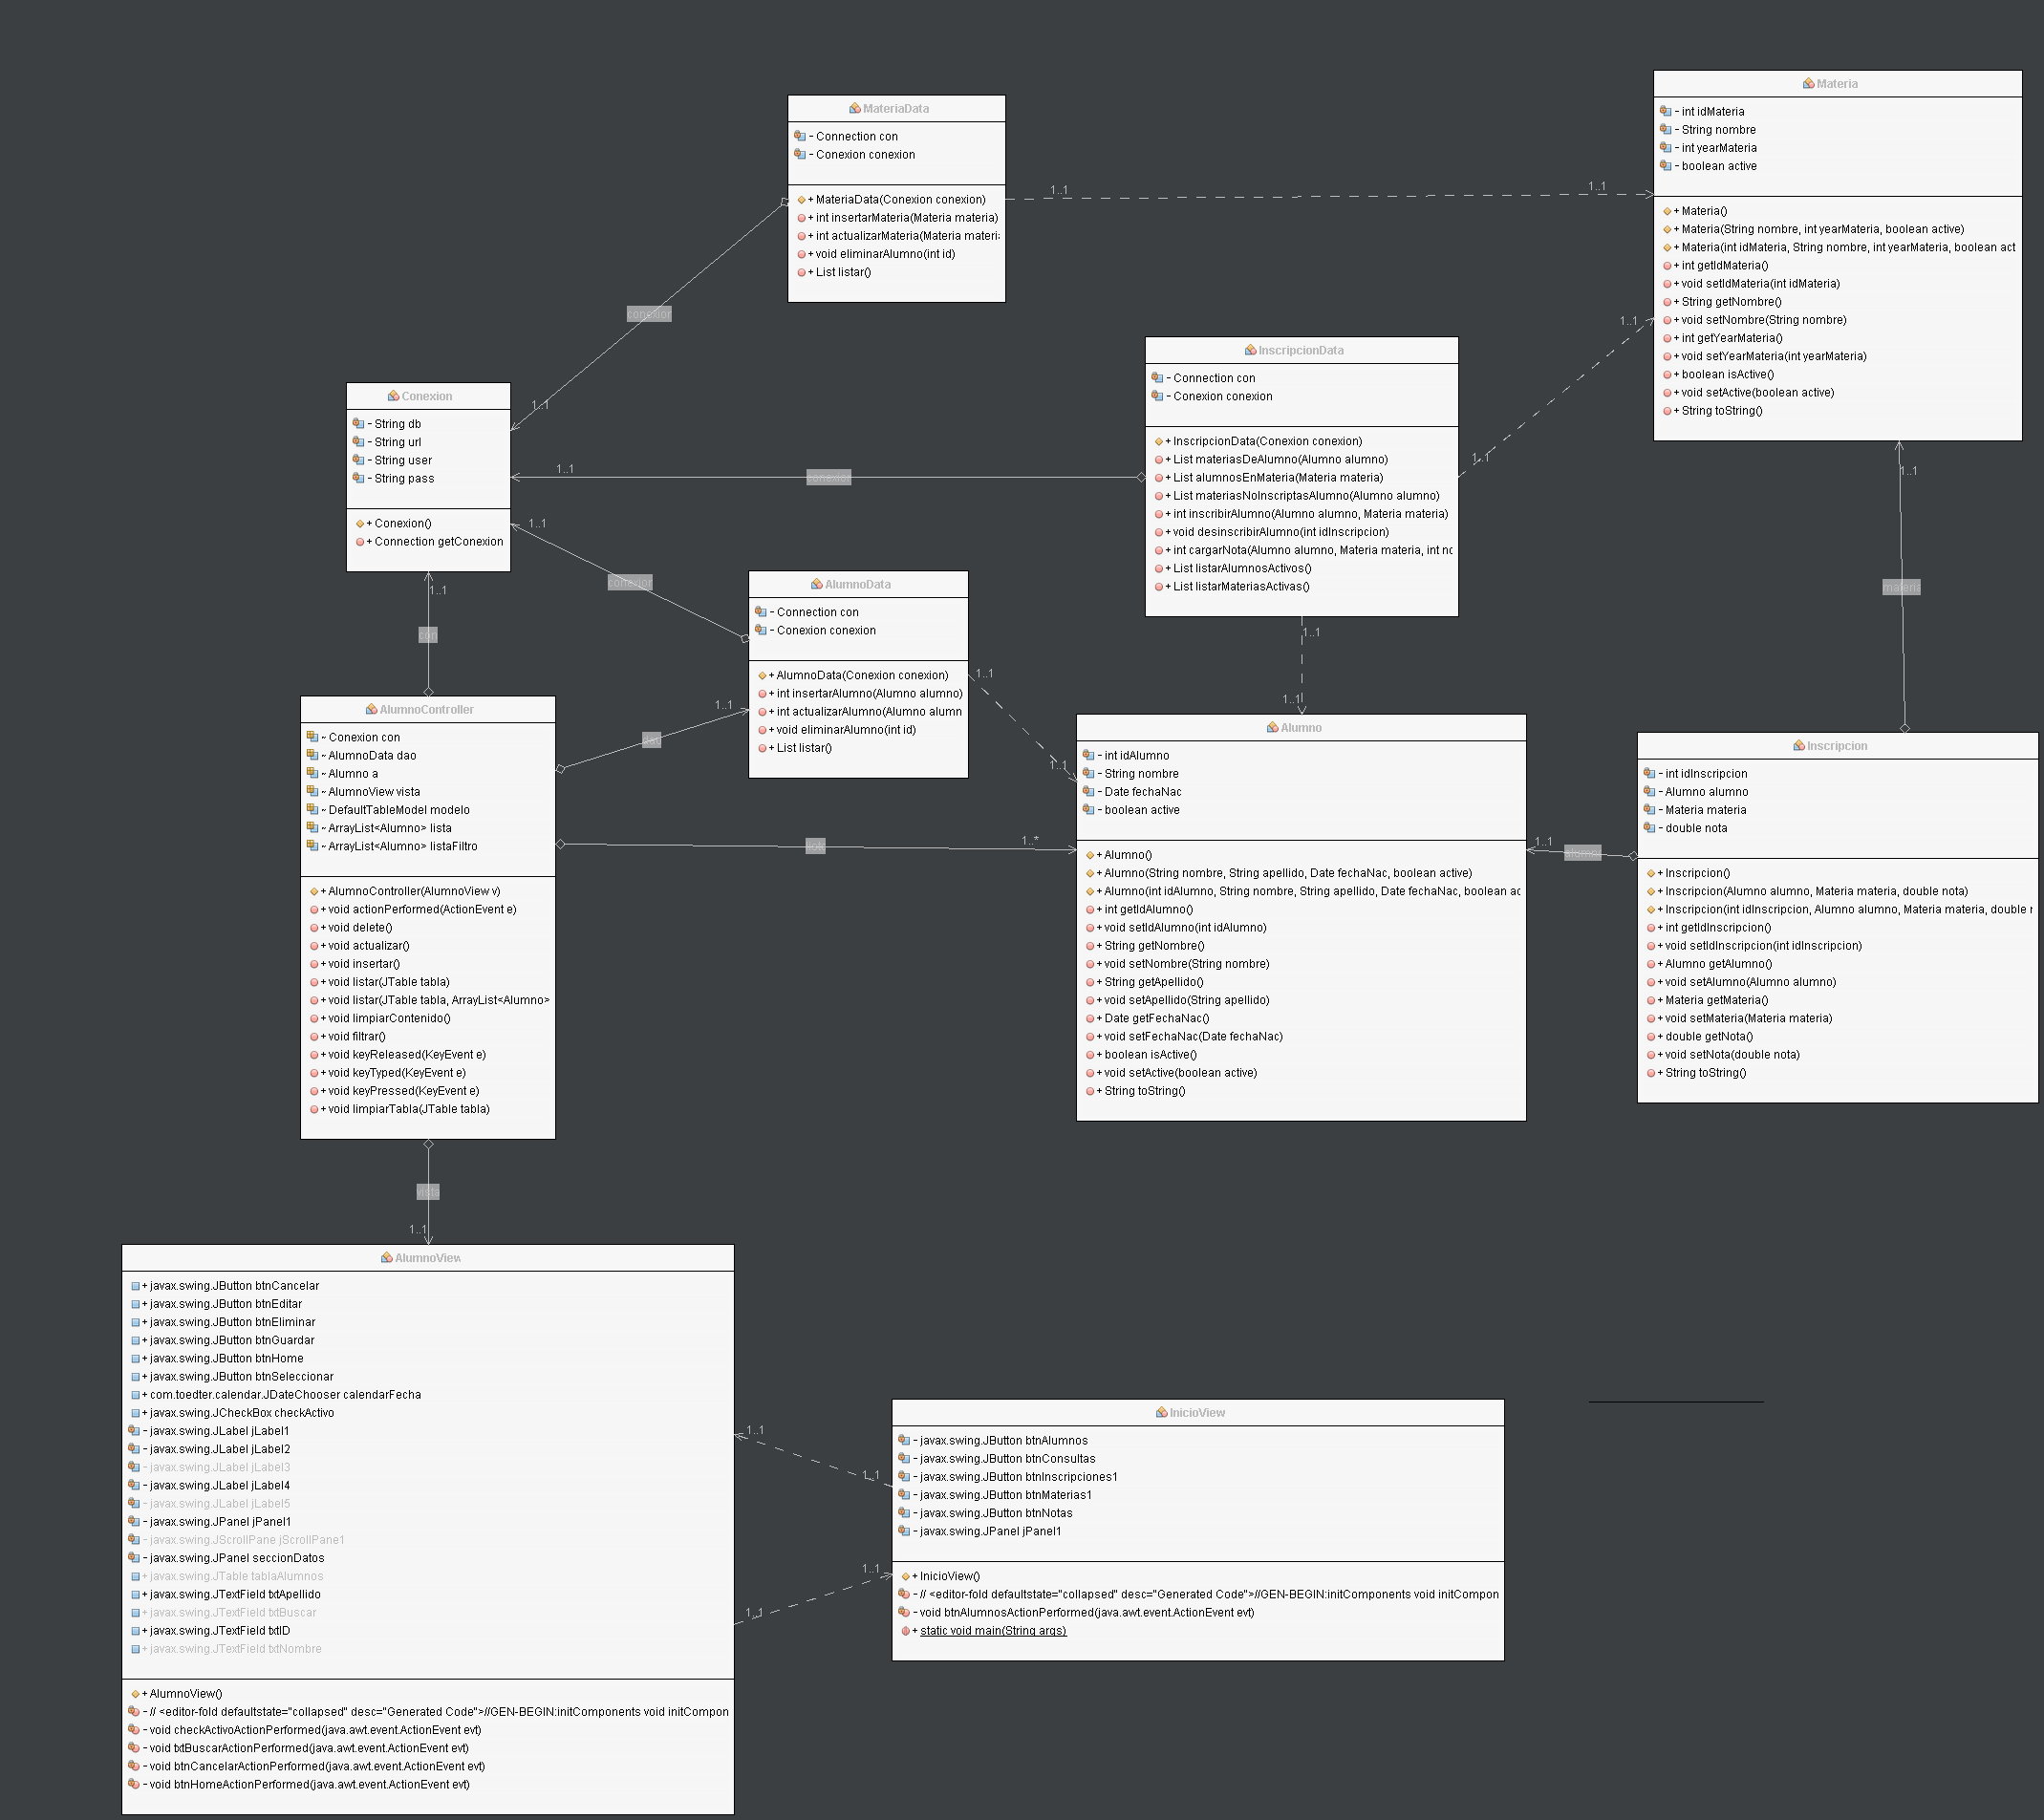 MateriaData
- Connection con
- Conexion conexion
+ MateriaData(Conexion conexion)
+ int insertarMateria(Materia materia)
+ int actualizarMateria(Materia materi
+ void eliminarAlumno(int id)
+ List listar()
Materia
- int idMateria
- String nombre
- int yearMateria
- boolean active
+ Materia()
+ Materia(String nombre, int yearMateria, boolean active)
+ Materia(int idMateria, String nombre, int yearMateria, boolean act
+ int getIdMateria()
+ void setIdMateria(int idMateria)
+ String getNombre()
+ void setNombre(String nombre)
+ int getYearMateria()
+ void setYearMateria(int yearMateria)
+ boolean isActive()
+ void setActive(boolean active)
+ String toString()
1..1
1..1
conexior
1..1
InscripcionData
- Connection con
- Conexion conexion
+ InscripcionData(Conexion conexion)
+ List materiasDeAlumno(Alumno alumno)
+ List alumnosEnMateria(Materia materia)
+ List materiasNoInscriptasAlumno(Alumno alumno)
+ int inscribirAlumno(Alumno alumno, Materia materia)
+ void desinscribirAlumno(int idInscripcion)
+ int cargarNota(Alumno alumno, Materia materia, int no
+ List listarAlumnosActivos()
+ List listarMateriasActivas()
1..1
1..1
Conexion
- String db
- String url
- String user
- String pass
+ Conexion()
+ Connection getConexion
1..1
conexior
1..1
conexior
1..1
con
1..1
materia
AlumnoData
- Connection con
- Conexion conexion
+ AlumnoData(Conexion conexion)
+ int insertarAlumno(Alumno alumno)
+ int actualizarAlumno(Alumno alumn
+ void eliminarAlumno(int id)
+ List listar()
1..1
1..1
1..1
1..1
1..1
dao
AlumnoController
~ Conexion con
~ AlumnoData dao
~ Alumno a
~ AlumnoView vista
~ DefaultTableModel modelo
~ ArrayList<Alumno> lista
~ ArrayList<Alumno> listaFiltro
+ AlumnoController(AlumnoView v)
+ void actionPerformed(ActionEvent e)
+ void delete()
+ void actualizar()
+ void insertar()
+ void listar(JTable tabla)
+ void listar(JTable tabla, ArrayList<Alumno>
+ void limpiarContenido()
+ void filtrar()
+ void keyReleased(KeyEvent e)
+ void keyTyped(KeyEvent e)
+ void keyPressed(KeyEvent e)
+ void limpiarTabla(JTable tabla)
1..*
Alumno
- int idAlumno
- String nombre
- Date fechaNac
- boolean active
+ Alumno()
+ Alumno(String nombre, String apellido, Date fechaNac, boolean active)
+ Alumno(int idAlumno, String nombre, String apellido, Date fechaNac, boolean ac
+ int getIdAlumno()
+ void setIdAlumno(int idAlumno)
+ String getNombre()
+ void setNombre(String nombre)
+ String getApellido()
+ void setApellido(String apellido)
+ Date getFechaNac()
+ void setFechaNac(Date fechaNac)
+ boolean isActive()
+ void setActive(boolean active)
+ String toString()
1..1
alumno
Inscripcion
- int idInscripcion
- Alumno alumno
- Materia materia
- double nota
+ Inscripcion()
+ Inscripcion(Alumno alumno, Materia materia, double nota)
+ Inscripcion(int idInscripcion, Alumno alumno, Materia materia, double r
+ int getIdInscripcion()
+ void setIdInscripcion(int idInscripcion)
+ Alumno getAlumno()
+ void setAlumno(Alumno alumno)
+ Materia getMateria()
+ void setMateria(Materia materia)
+ double getNota()
+ void setNota(double nota)
+ String toString()
vista
1..1
AlumnoView
+ javax.swing.JButton btnCancelar
+ javax.swing.JButton btnEditar
+ javax.swing.JButton btnEliminar
+ javax.swing.JButton btnGuardar
+ javax.swing.JButton btnHome
+ javax.swing.JButton btnSeleccionar
+ com.toedter.calendar.JDateChooser calendarFecha
+ javax.swing.JCheckBox checkActivo
- javax.swing.JLabel jLabel1
- javax.swing.JLabel jLabel2
- javax.swing.JLabel jLabel3
- javax.swing.JLabel jLabel4
- javax.swing.JLabel jLabel5
- javax.swing.JPanel jPanel1
- javax.swing.JScrollPane jScrollPane1
- javax.swing.JPanel seccionDatos
+ javax.swing.JTable tablaAlumnos
+ javax.swing.JTextField txtApellido
+ javax.swing.JTextField txtBuscar
+ javax.swing.JTextField txtID
+ javax.swing.JTextField txtNombre
+ AlumnoView()
- // <editor-fold defaultstate="collapsed" desc="Generated Code">//GEN-BEGIN:initComponents void initCompon
- void checkActivoActionPerformed(java.awt.event.ActionEvent evt)
- void txtBuscarActionPerformed(java.awt.event.ActionEvent evt)
- void btnCancelarActionPerformed(java.awt.event.ActionEvent evt)
- void btnHomeActionPerformed(java.awt.event.ActionEvent evt)
1..1
1..1
1..1
1..1
InicioView
- javax.swing.JButton btnAlumnos
- javax.swing.JButton btnConsultas
- javax.swing.JButton btnInscripciones1
- javax.swing.JButton btnMaterias1
- javax.swing.JButton btnNotas
- javax.swing.JPanel jPanel1
+ InicioView()
- // <editor-fold defaultstate="collapsed" desc="Generated Code">//GEN-BEGIN:initComponents void initCompon
- void btnAlumnosActionPerformed(java.awt.event.ActionEvent evt)
+ static void main(String args)